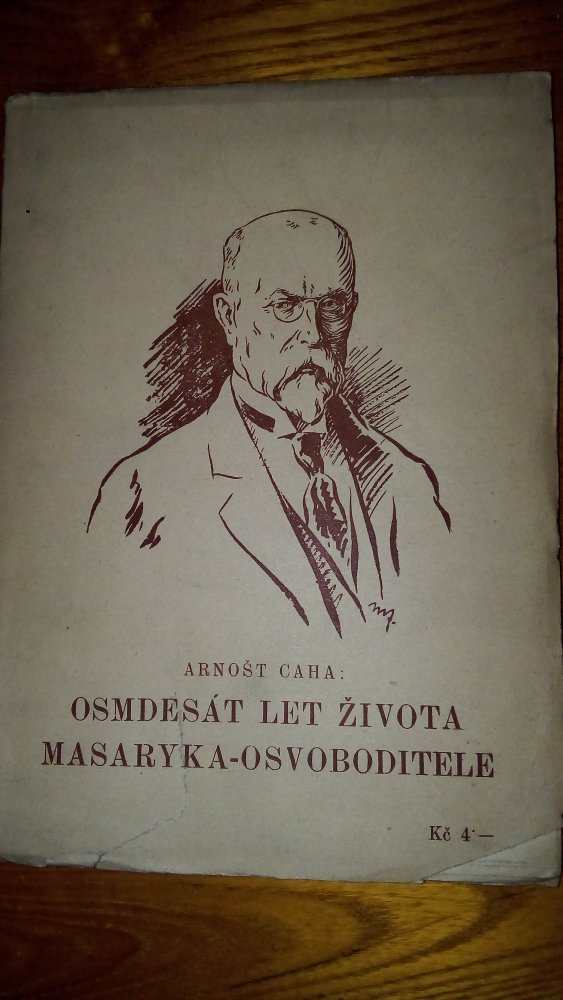 ARNOŠT CAHA:
OSMDESÁT LET ŽIVOTA
MASARYKA-OSVOBODITELE
Kč 4·—